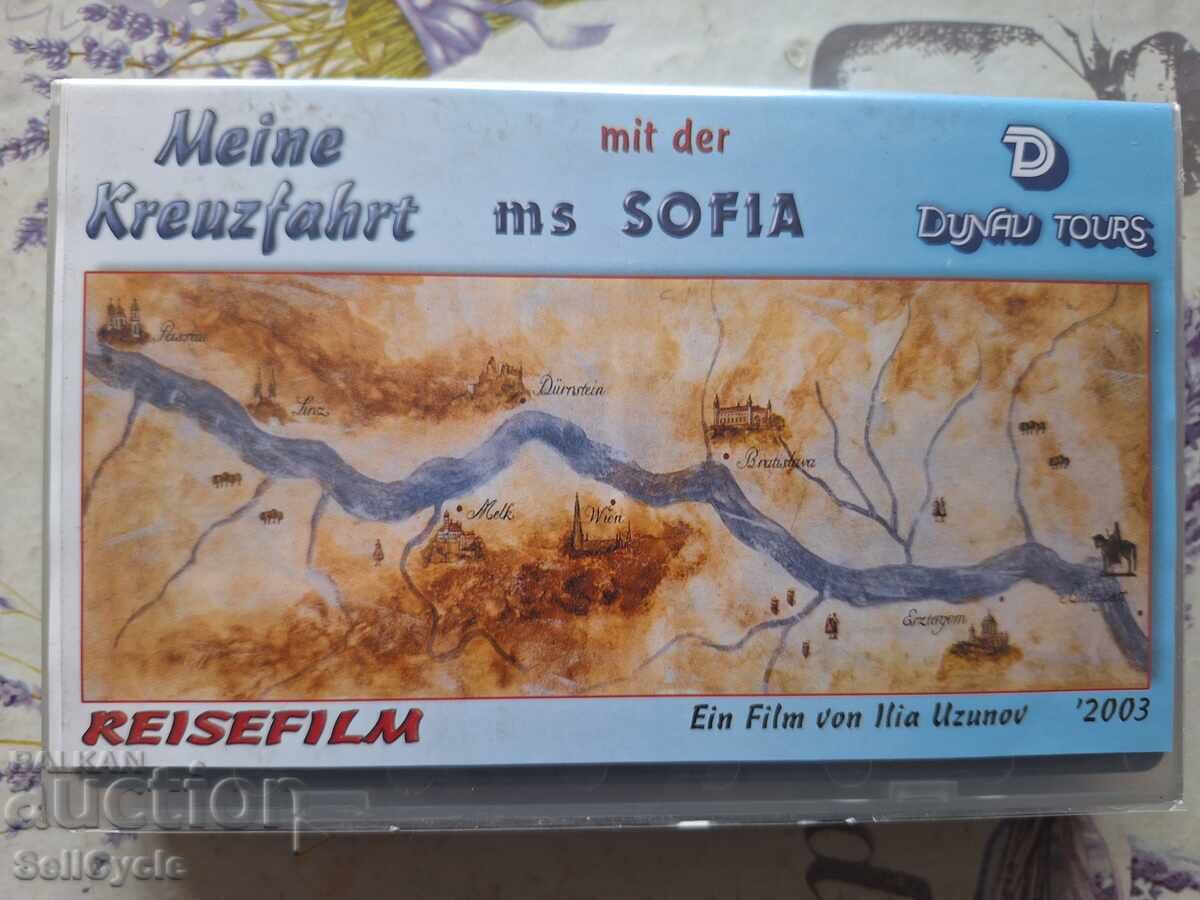 Meine
Kreuzfahrt
mit der
ms SOFIA
D
DUNAV TOURS
Passau
Linz
Dürnstein
Melk
Wien
Bratislava
Erztergom
REISEFILM
Ein Film von Ilia Uzunov '2003
BALKAN
auction
SellCycle